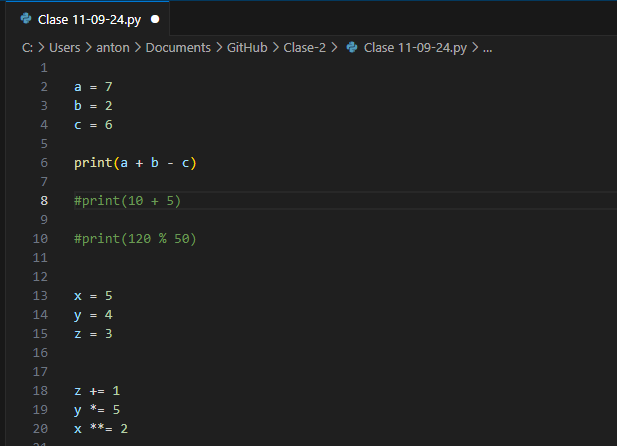 Clase 11-09-24.py
C: > Users > anton > Documents > GitHub > Clase-2 > Clase 11-09-24.py > ...
1
2 a = 7
3 b = 2
4 c = 6
5
6 print(a + b - c)
7
8 #print(10 + 5)
9
10 #print(120 % 50)
11
12
13 x = 5
14 y = 4
15 z = 3
16
17
18 z += 1
19 y *= 5
20 x **= 2